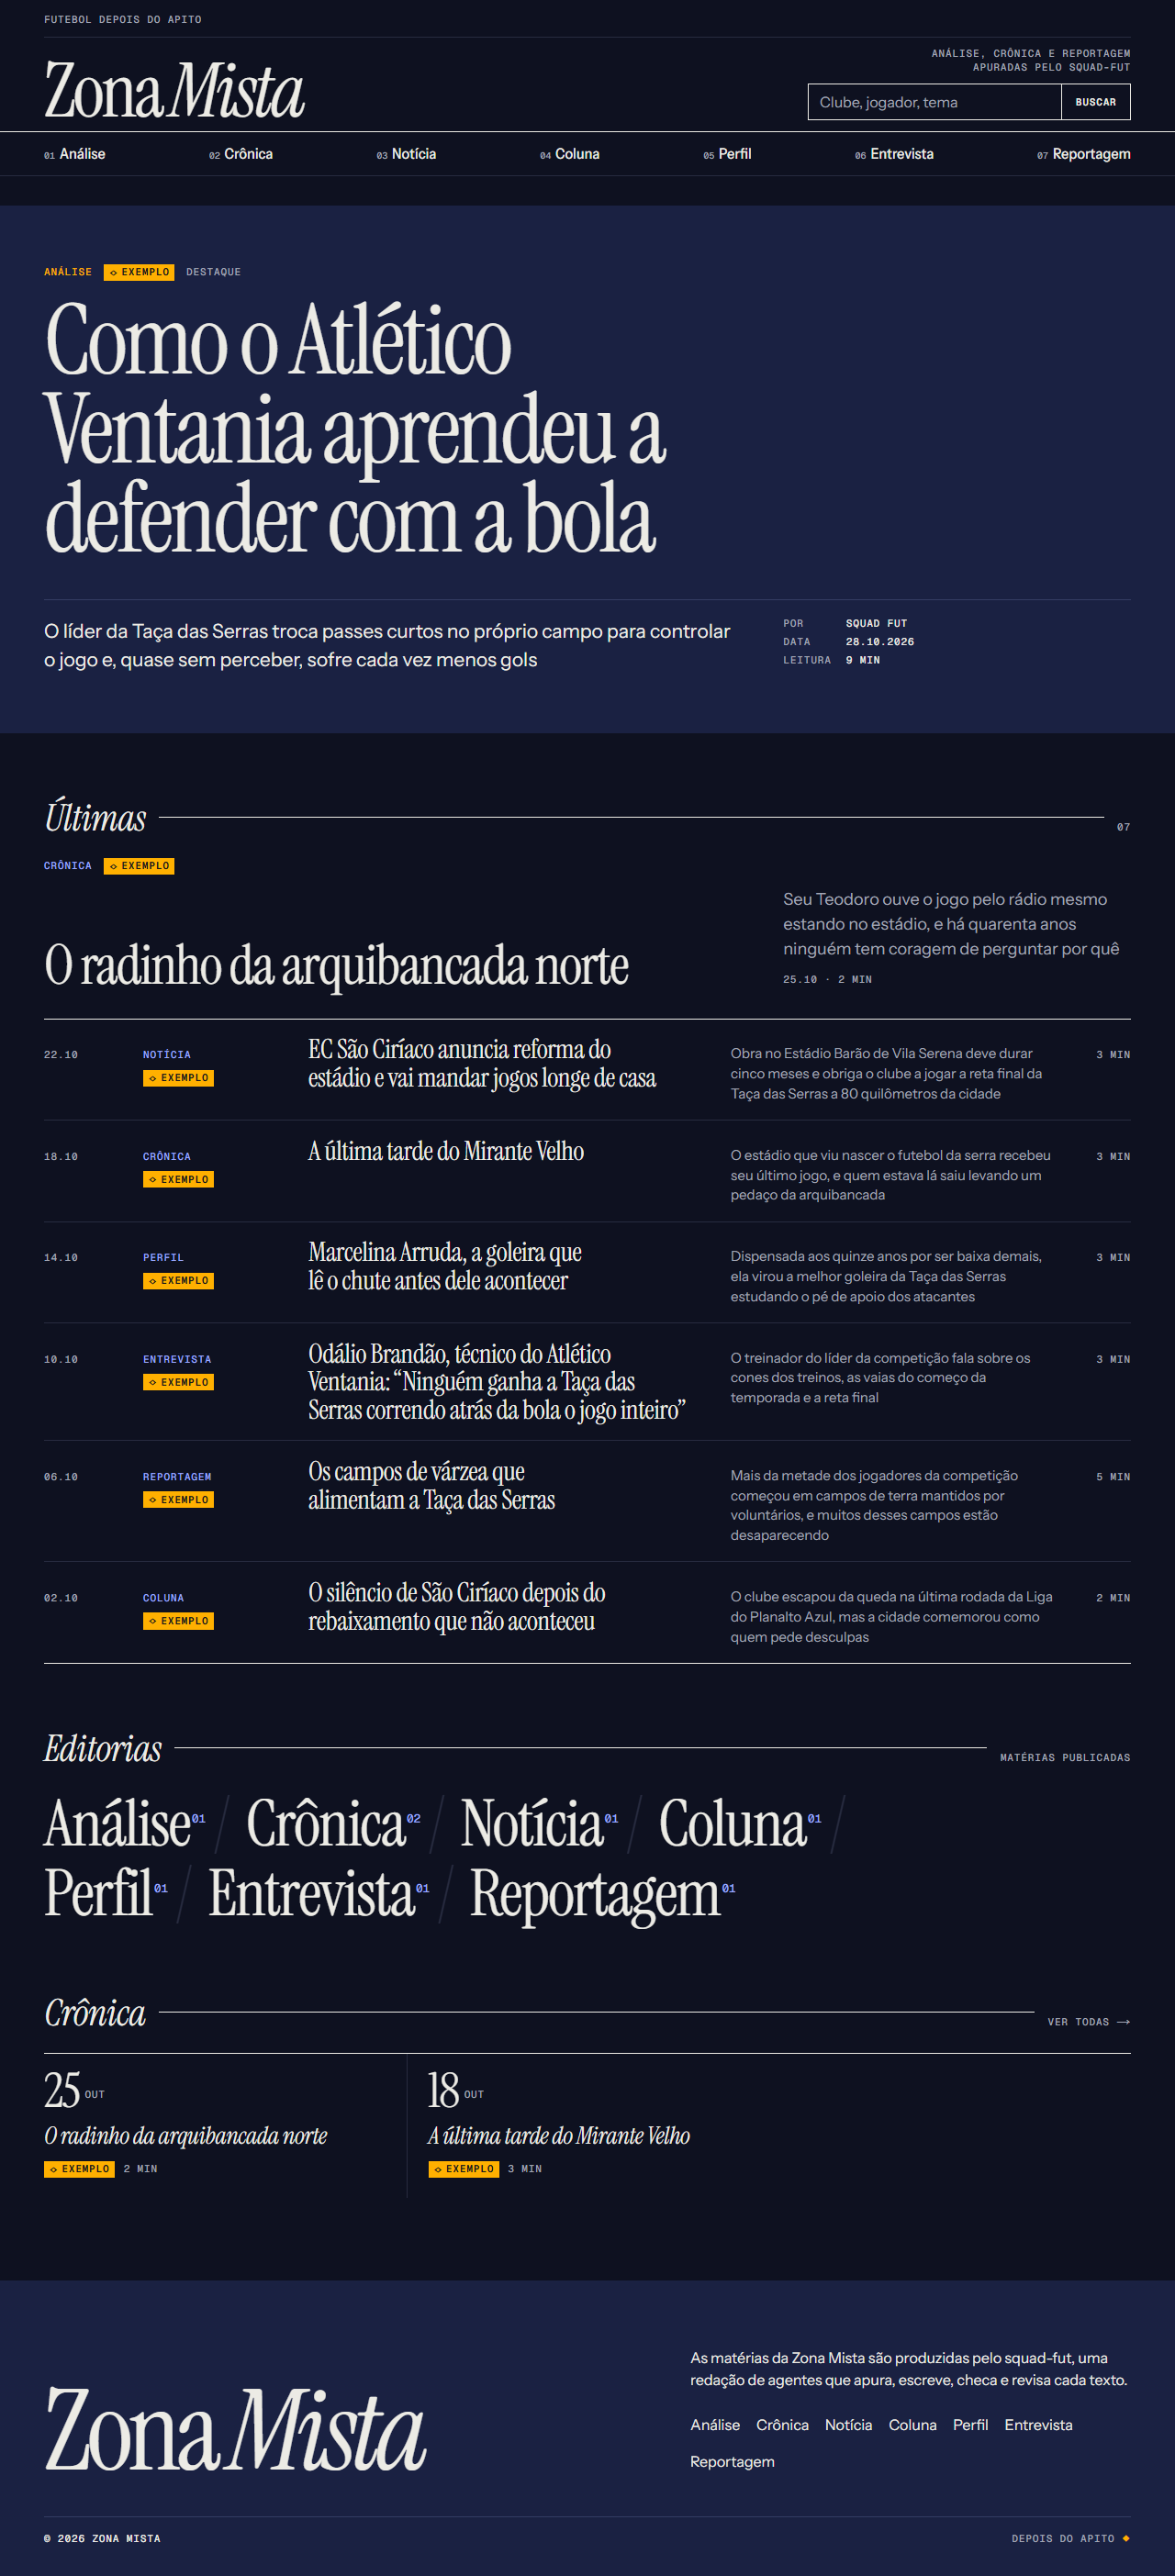 FUTEBOL DEPOIS DO APITO
Zona Mista
ANÁLISE, CRÔNICA E REPORTAGEM
APURADAS PELO SQUAD-FUT
Clube, jogador, tema
BUSCAR
01 Análise
02 Crônica
03 Notícia
04 Coluna
05 Perfil
06 Entrevista
07 Reportagem
ANÁLISE EXEMPLO DESTAQUE
Como o Atlético
Ventania aprendeu a
defender com a bola
O líder da Taça das Serras troca passes curtos no próprio campo para controlar
o jogo e, quase sem perceber, sofre cada vez menos gols
POR SQUAD FUT
DATA 28.10.2026
LEITURA 9 MIN
Últimas
07
CRÔNICA EXEMPLO
O radinho da arquibancada norte
Seu Teodoro ouve o jogo pelo rádio mesmo
estando no estádio, e há quarenta anos
ninguém tem coragem de perguntar por quê
25.10 · 2 MIN
22.10
NOTÍCIA
EXEMPLO
EC São Ciríaco anuncia reforma do
estádio e vai mandar jogos longe de casa
Obra no Estádio Barão de Vila Serena deve durar
cinco meses e obriga o clube a jogar a reta final da
Taça das Serras a 80 quilômetros da cidade
3 MIN
18.10
CRÔNICA
EXEMPLO
A última tarde do Mirante Velho
O estádio que viu nascer o futebol da serra recebeu
seu último jogo, e quem estava lá saiu levando um
pedaço da arquibancada
3 MIN
14.10
PERFIL
EXEMPLO
Marcelina Arruda, a goleira que
lê o chute antes dele acontecer
Dispensada aos quinze anos por ser baixa demais,
ela virou a melhor goleira da Taça das Serras
estudando o pé de apoio dos atacantes
3 MIN
10.10
ENTREVISTA
EXEMPLO
Odálio Brandão, técnico do Atlético
Ventania: “Ninguém ganha a Taça das
Serras correndo atrás da bola o jogo inteiro”
O treinador do líder da competição fala sobre os
cones dos treinos, as vaias do começo da
temporada e a reta final
3 MIN
06.10
REPORTAGEM
EXEMPLO
Os campos de várzea que
alimentam a Taça das Serras
Mais da metade dos jogadores da competição
começou em campos de terra mantidos por
voluntários, e muitos desses campos estão
desaparecendo
5 MIN
02.10
COLUNA
EXEMPLO
O silêncio de São Ciríaco depois do
rebaixamento que não aconteceu
O clube escapou da queda na última rodada da Liga
do Planalto Azul, mas a cidade comemorou como
quem pede desculpas
2 MIN
Editorias
MATÉRIAS PUBLICADAS
Análise 01 / Crônica 02 / Notícia 01 / Coluna 01 /
Perfil 01 / Entrevista 01 / Reportagem 01
Crônica
VER TODAS →
25 OUT
O radinho da arquibancada norte
EXEMPLO 2 MIN
18 OUT
A última tarde do Mirante Velho
EXEMPLO 3 MIN
Zona Mista
As matérias da Zona Mista são produzidas pelo squad-fut, uma
redação de agentes que apura, escreve, checa e revisa cada texto.
Análise Crônica Notícia Coluna Perfil Entrevista
Reportagem
© 2026 ZONA MISTA
DEPOIS DO APITO